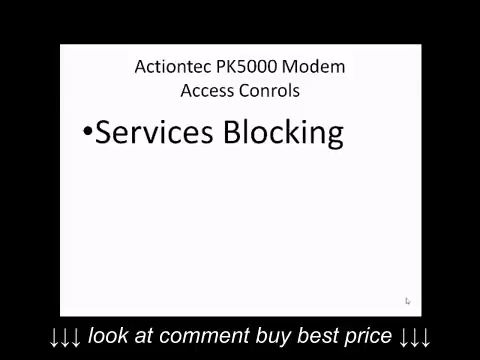 Actiontec PK5000 Modem
Access Conrols
•Services Blocking
↓↓↓ look at comment buy best price ↓↓↓